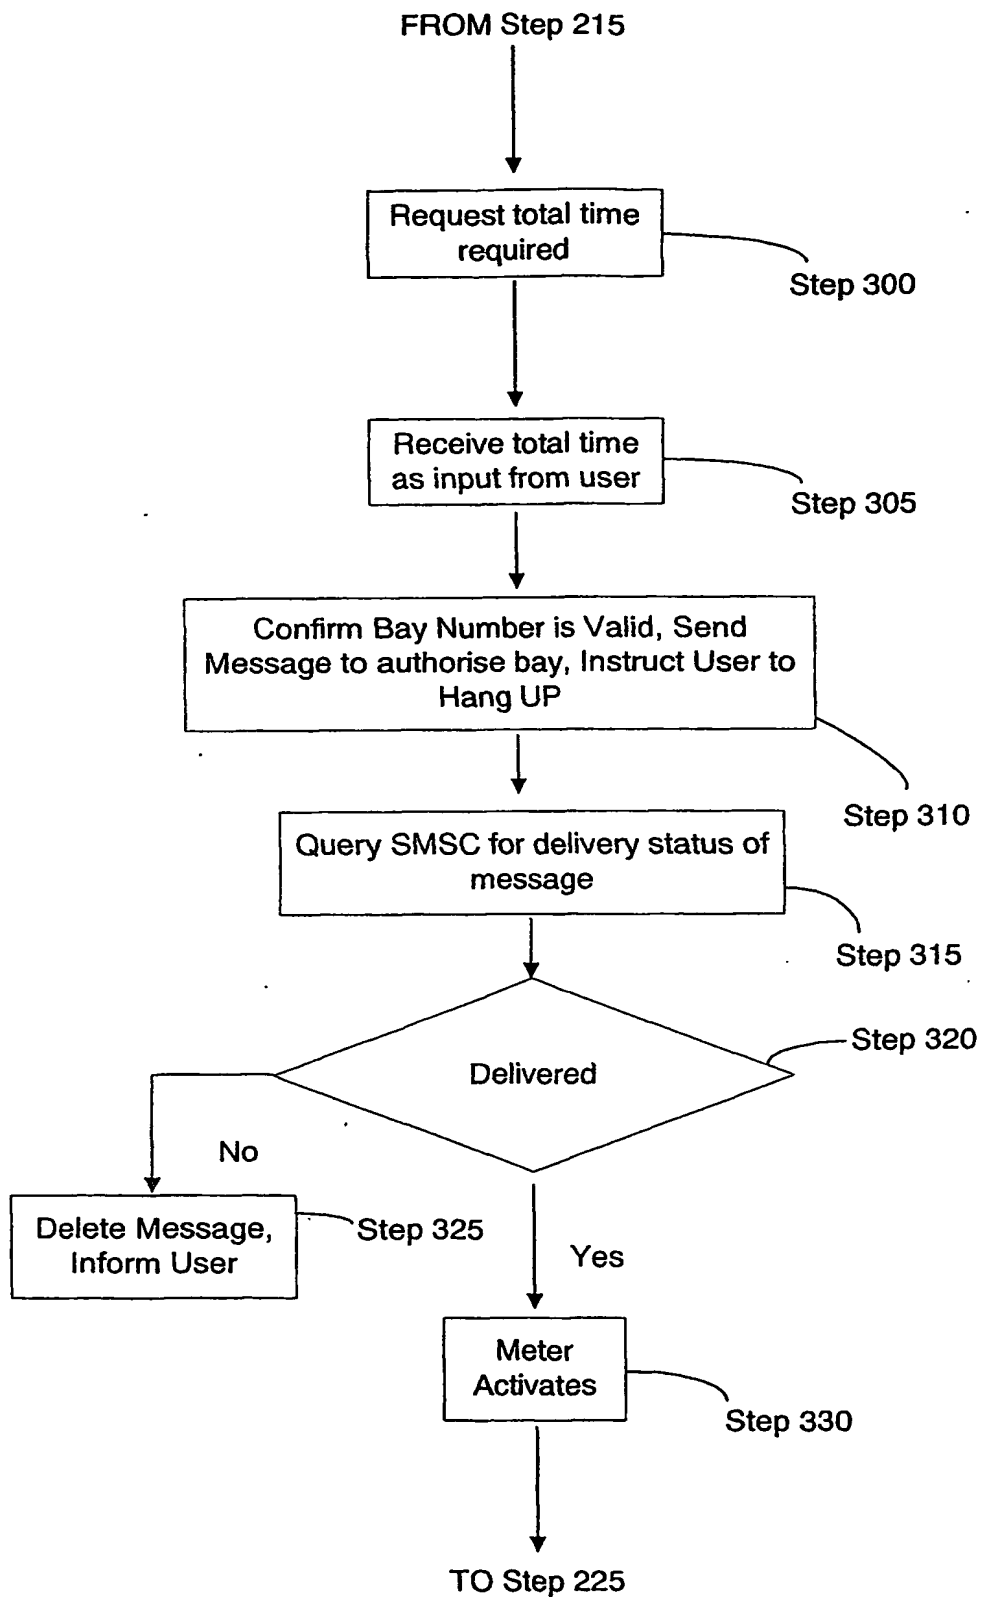 FROM Step 215
Request total time
required
Step 300
Receive total time
as input from user
Step 305
Confirm Bay Number is Valid, Send
Message to authorise bay, Instruct User to
Hang UP
Step 310
Query SMSC for delivery status of
message
Step 315
Step 320
Delivered
No
Delete Message,
Inform User
Step 325
Yes
Meter
Activates
Step 330
TO Step 225